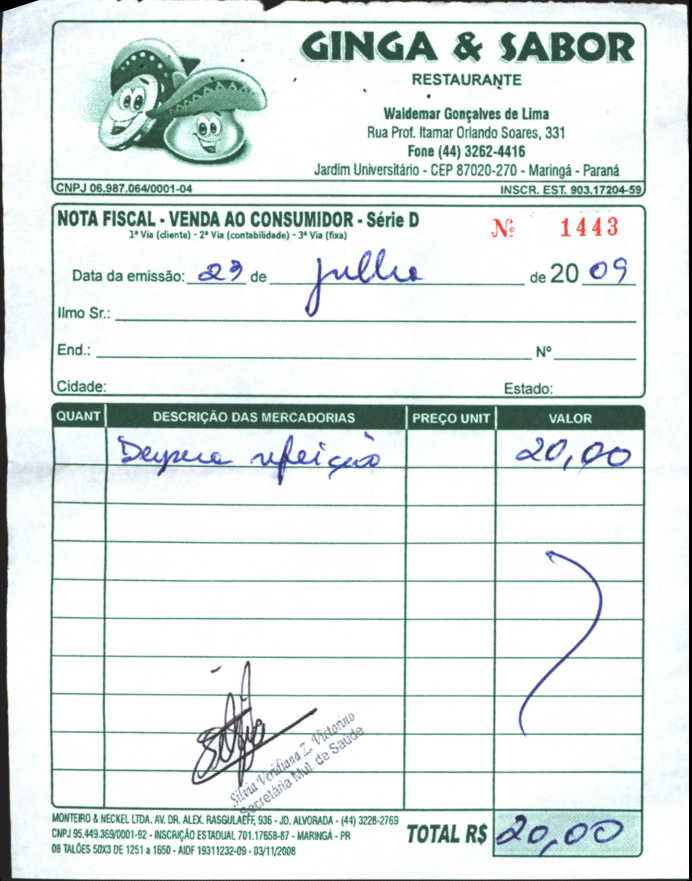 GINGA & SABOR
RESTAURANTE
Waldemar Gonçalves de Lima
Rua Prof. Itamar Orlando Soares, 331
Fone (44) 3262-4416
Jardim Universitário - CEP 87020-270 - Maringá - Paraná
CNPJ 06.987.064/0001-04 INSCR. EST. 903.17204-59
NOTA FISCAL - VENDA AO CONSUMIDOR - Série D
1ª Via (cliente) - 2ª Via (contabilidade) - 3ª Via (fixa)
Nº 1443
Data da emissão: 23 de julho de 20 09
Ilmo Sr.:
End.: Nº
Cidade: Estado:
QUANT DESCRIÇÃO DAS MERCADORIAS PREÇO UNIT VALOR
Despesa refeição 20,00
Silvia Veridiana Z. Victorino
Secretária Mun. de Saúde
MONTEIRO & NECKEL LTDA. AV. DR. ALEX. RASGULAEFF, 936 - JD. ALVORADA - (44) 3228-2769
CNPJ 95.449.369/0001-92 - INSCRIÇÃO ESTADUAL 701.17658-87 - MARINGÁ - PR
08 TALÕES 50X3 DE 1251 a 1650 - AIDF 19311232-09 - 03/11/2008
TOTAL R$ 20,00